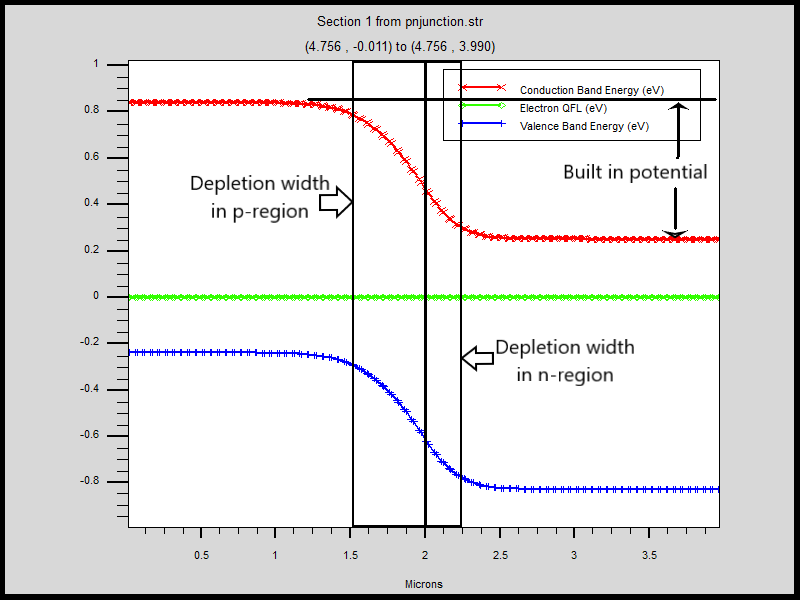 Section 1 from pnjunction.str
(4.756 , -0.011) to (4.756 , 3.990)
Conduction Band Energy (eV)
Electron QFL (eV)
Valence Band Energy (eV)
Built in potential
Depletion width
in p-region
Depletion width
in n-region
1
0.8
0.6
0.4
0.2
0
-0.2
-0.4
-0.6
-0.8
0.5
1
1.5
2
2.5
3
3.5
Microns